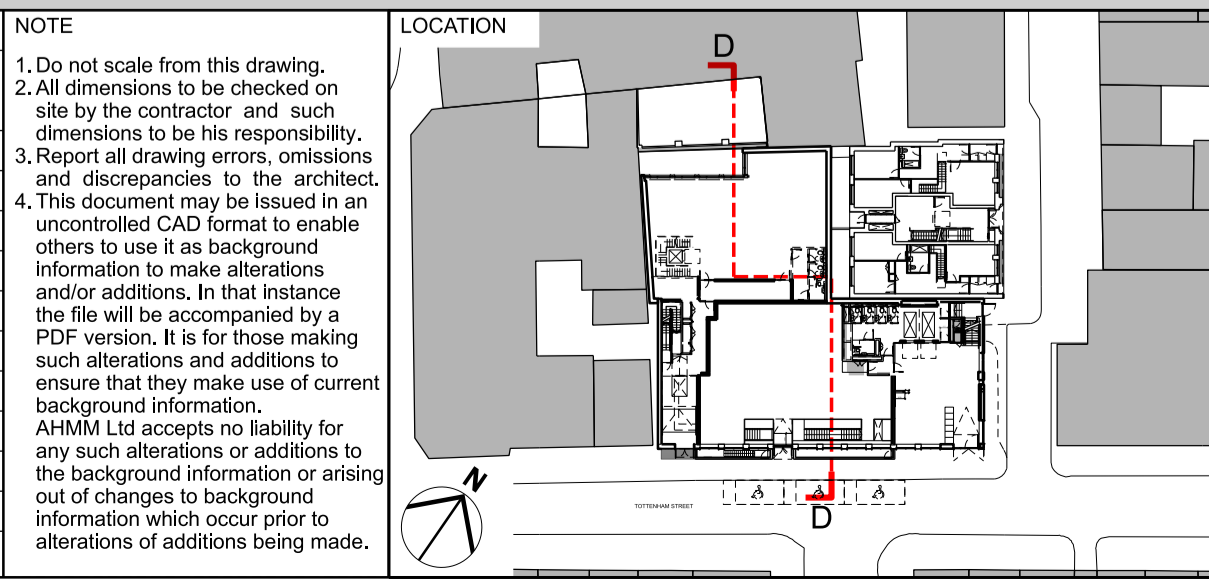 NOTE
1. Do not scale from this drawing.
2. All dimensions to be checked on
site by the contractor and such
dimensions to be his responsibility.
3. Report all drawing errors, omissions
and discrepancies to the architect.
4. This document may be issued in an
uncontrolled CAD format to enable
others to use it as background
information to make alterations
and/or additions. In that instance
the file will be accompanied by a
PDF version. It is for those making
such alterations and additions to
ensure that they make use of current
background information.
AHMM Ltd accepts no liability for
any such alterations or additions to
the background information or arising
out of changes to background
information which occur prior to
alterations of additions being made.
LOCATION
D
N
TOTTENHAM STREET
D